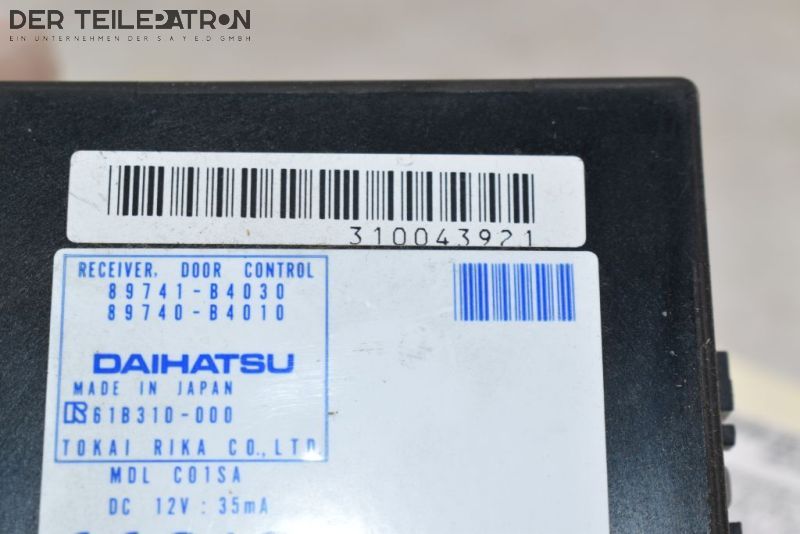 DER TEILEPATRON
EIN UNTERNEHMEN DER S A Y E.D GMBH
310043921
RECEIVER, DOOR CONTROL
89741-B4030
89740-B4010
DAIHATSU
MADE IN JAPAN
R 61B310-000
TOKAI RIKA CO.,LTD.
MDL C01SA
DC 12V : 35mA